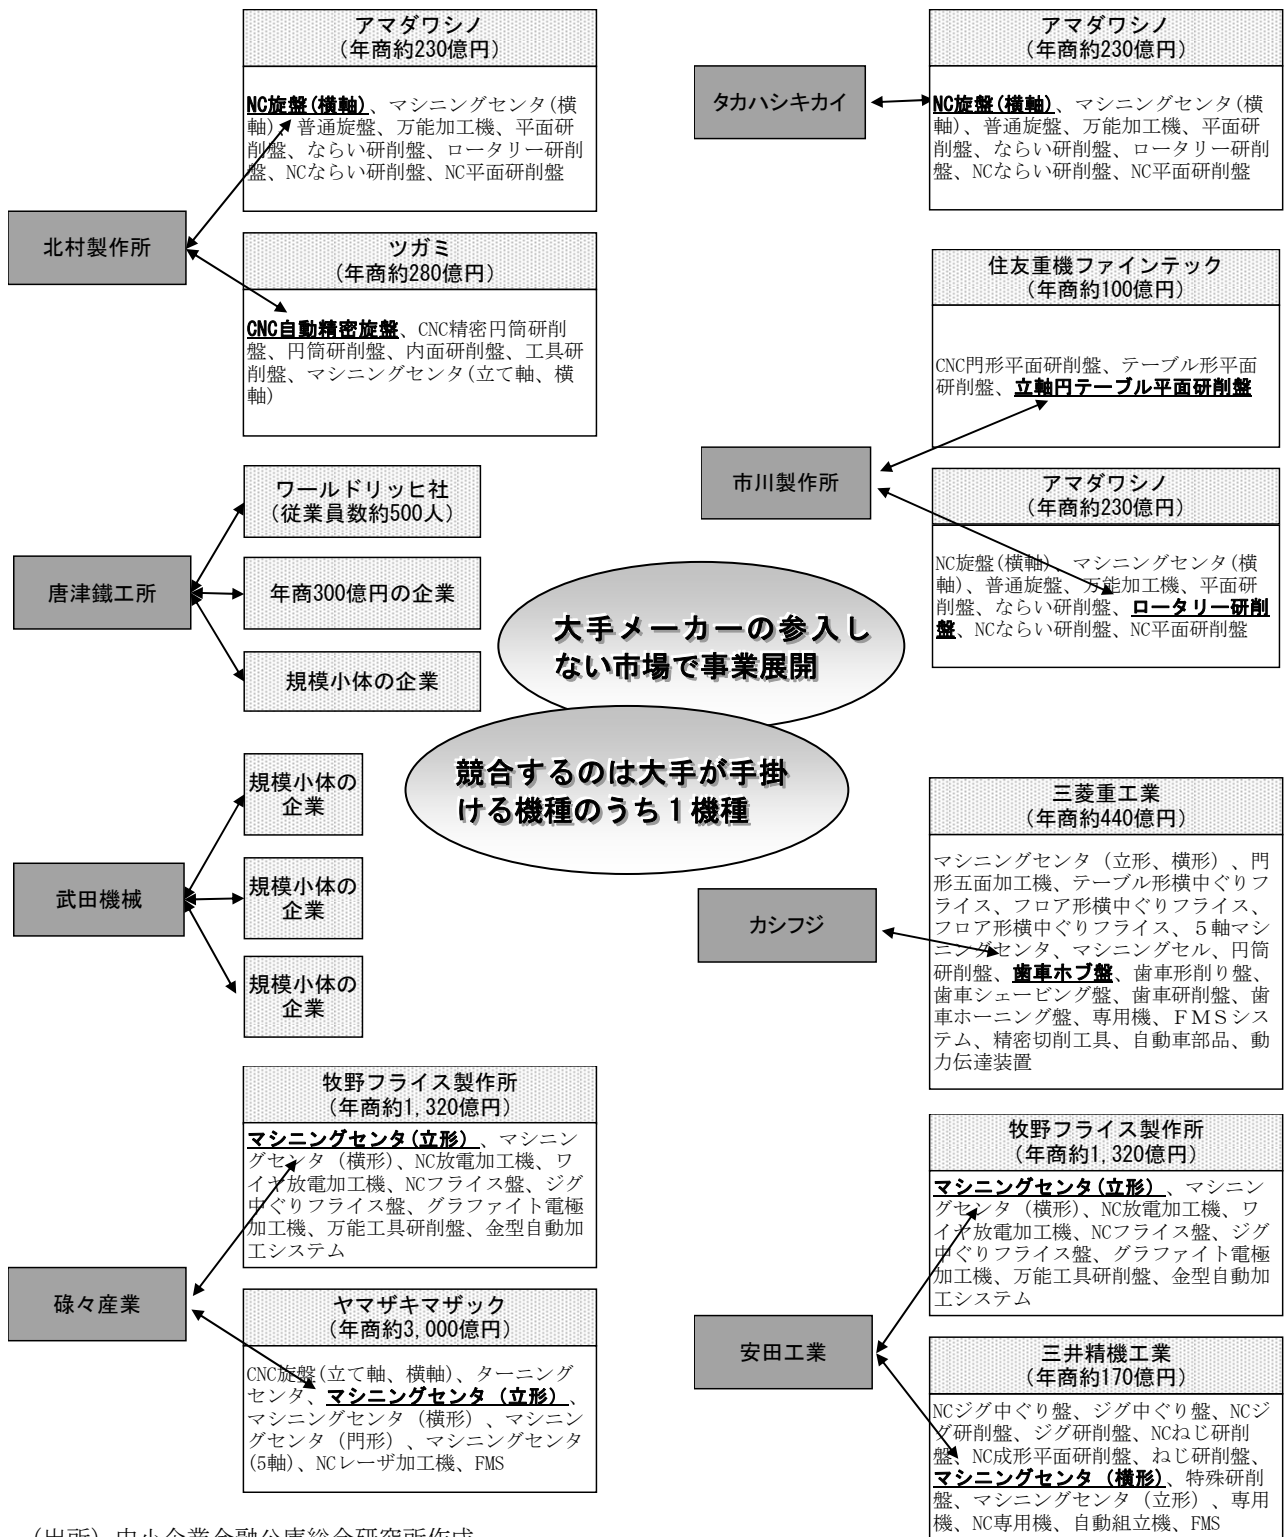 アマダワシノ
(年商約230億円)
NC旋盤(横軸)、マシニングセンタ(横
軸)、普通旋盤、万能加工機、平面研
削盤、ならい研削盤、ロータリー研削
盤、NCならい研削盤、NC平面研削盤
北村製作所
ツガミ
(年商約280億円)
CNC自動精密旋盤、CNC精密円筒研削
盤、円筒研削盤、内面研削盤、工具研
削盤、マシニングセンタ(立て軸、横
軸)
アマダワシノ
(年商約230億円)
タカハシキカイ
NC旋盤(横軸)、マシニングセンタ(横
軸)、普通旋盤、万能加工機、平面研
削盤、ならい研削盤、ロータリー研削
盤、NCならい研削盤、NC平面研削盤
住友重機ファインテック
(年商約100億円)
CNC門形平面研削盤、テーブル形平面
研削盤、立軸円テーブル平面研削盤
市川製作所
アマダワシノ
(年商約230億円)
NC旋盤(横軸)、マシニングセンタ(横
軸)、普通旋盤、万能加工機、平面研
削盤、ならい研削盤、ロータリー研削
盤、NCならい研削盤、NC平面研削盤
ワールドリッヒ社
(従業員数約500人)
唐津鐵工所
年商300億円の企業
規模小体の企業
大手メーカーの参入し
ない市場で事業展開
競合するのは大手が手掛
ける機種のうち1機種
規模小体の
企業
武田機械
規模小体の
企業
規模小体の
企業
三菱重工業
(年商約440億円)
カシフジ
マシニングセンタ（立形、横形）、門
形五面加工機、テーブル形横中ぐりフ
ライス、フロア形横中ぐりフライス、
フロア形横中ぐりフライス、５軸マシ
ニングセンタ、マシニングセル、円筒
研削盤、歯車ホブ盤、歯車形削り盤、
歯車シェービング盤、歯車研削盤、歯
車ホーニング盤、専用機、ＦＭＳシス
テム、精密切削工具、自動車部品、動
力伝達装置
牧野フライス製作所
(年商約1,320億円)
マシニングセンタ(立形)、マシニン
グセンタ（横形)、NC放電加工機、ワ
イヤ放電加工機、NCフライス盤、ジグ
中ぐりフライス盤、グラファイト電極
加工機、万能工具研削盤、金型自動加
工システム
碌々産業
ヤマザキマザック
(年商約3,000億円)
CNC旋盤(立て軸、横軸)、ターニング
センタ、マシニングセンタ（立形）、
マシニングセンタ（横形）、マシニン
グセンタ（門形）、マシニングセンタ
(5軸)、NCレーザ加工機、FMS
牧野フライス製作所
(年商約1,320億円)
マシニングセンタ(立形)、マシニン
グセンタ（横形)、NC放電加工機、ワ
イヤ放電加工機、NCフライス盤、ジグ
中ぐりフライス盤、グラファイト電極
加工機、万能工具研削盤、金型自動加
工システム
安田工業
三井精機工業
(年商約170億円)
NCジグ中ぐり盤、ジグ中ぐり盤、NCジ
グ研削盤、ジグ研削盤、NCねじ研削
盤、NC成形平面研削盤、ねじ研削盤、
マシニングセンタ（横形)、特殊研削
盤、マシニングセンタ（立形）、専用
機、NC専用機、自動組立機、FMS
(出所) 中小企業金融公庫総合研究所作成